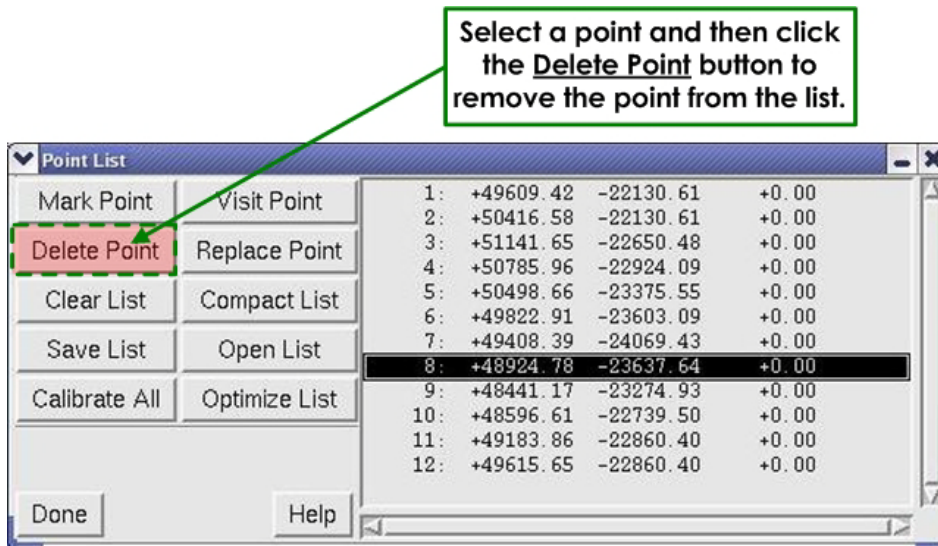 Select a point and then click
the Delete Point button to
remove the point from the list.
Point List
Mark Point Visit Point
Delete Point Replace Point
Clear List Compact List
Save List Open List
Calibrate All Optimize List
Done Help
1: +49609.42 -22130.61 +0.00
2: +50416.58 -22130.61 +0.00
3: +51141.65 -22650.48 +0.00
4: +50785.96 -22924.09 +0.00
5: +50498.66 -23375.55 +0.00
6: +49822.91 -23603.09 +0.00
7: +49408.39 -24069.43 +0.00
8: +48924.78 -23637.64 +0.00
9: +48441.17 -23274.93 +0.00
10: +48596.61 -22739.50 +0.00
11: +49183.86 -22860.40 +0.00
12: +49615.65 -22860.40 +0.00